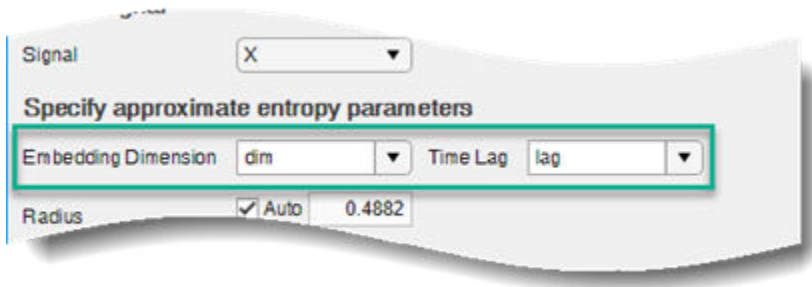 Signal X
Specify approximate entropy parameters
Embedding Dimension dim Time Lag lag
Radius Auto 0.4882